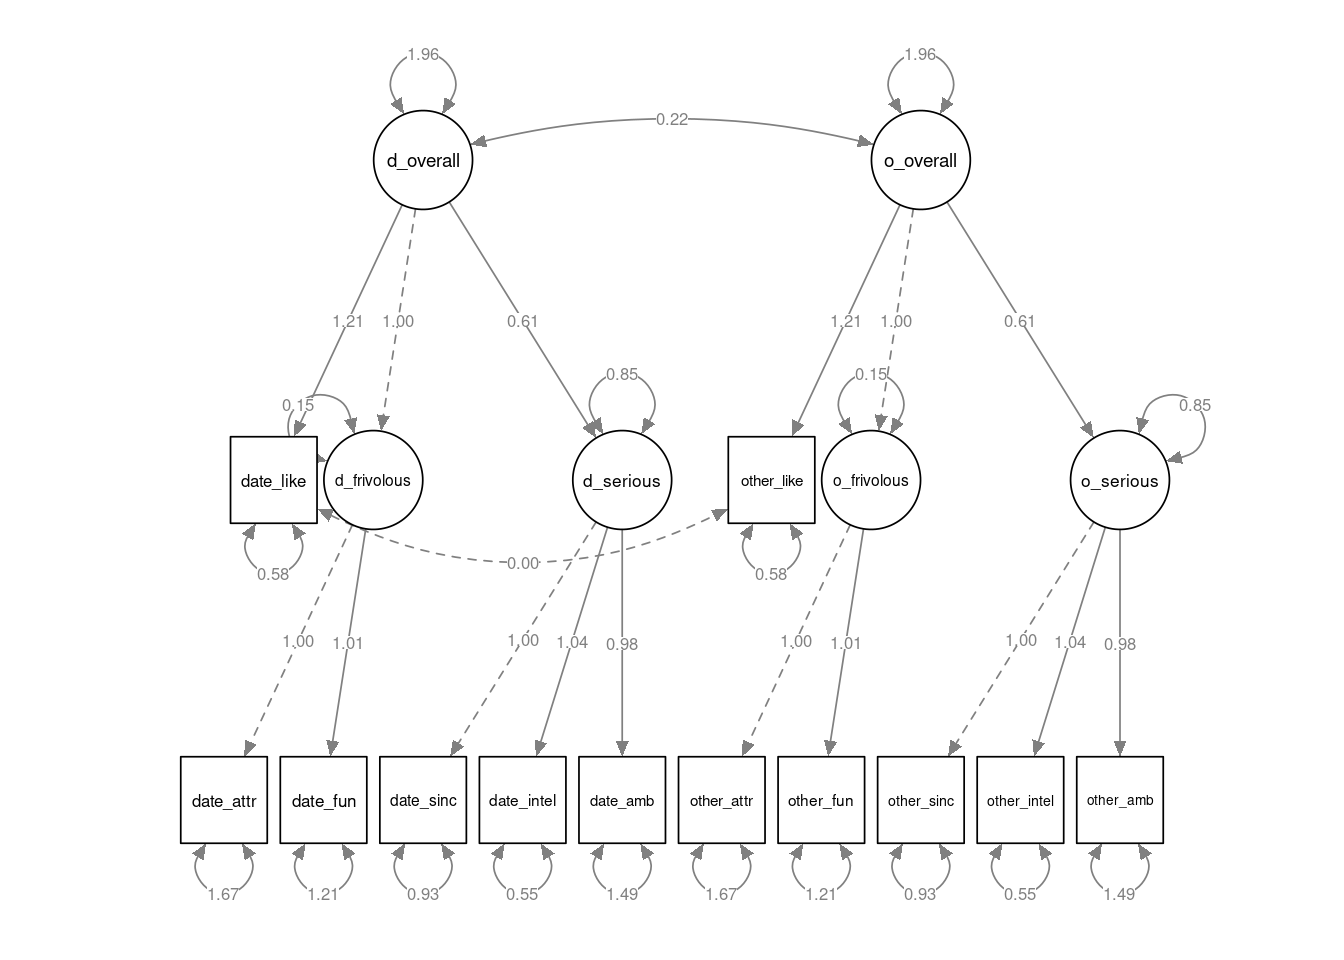 1.96 1.96
0.22
d_overall o_overall
1.21 1.00 0.61 1.21 1.00 0.61
0.85 0.15
0.15 0.85
date_like d_frivolous d_serious other_like o_frivolous o_serious
0.00
0.58 0.58
1.00 1.01 1.00 1.04 0.98 1.00 1.01 1.00 1.04 0.98
date_attr date_fun date_sinc date_intel date_amb other_attr other_fun other_sinc other_intel other_amb
1.67 1.21 0.93 0.55 1.49 1.67 1.21 0.93 0.55 1.49